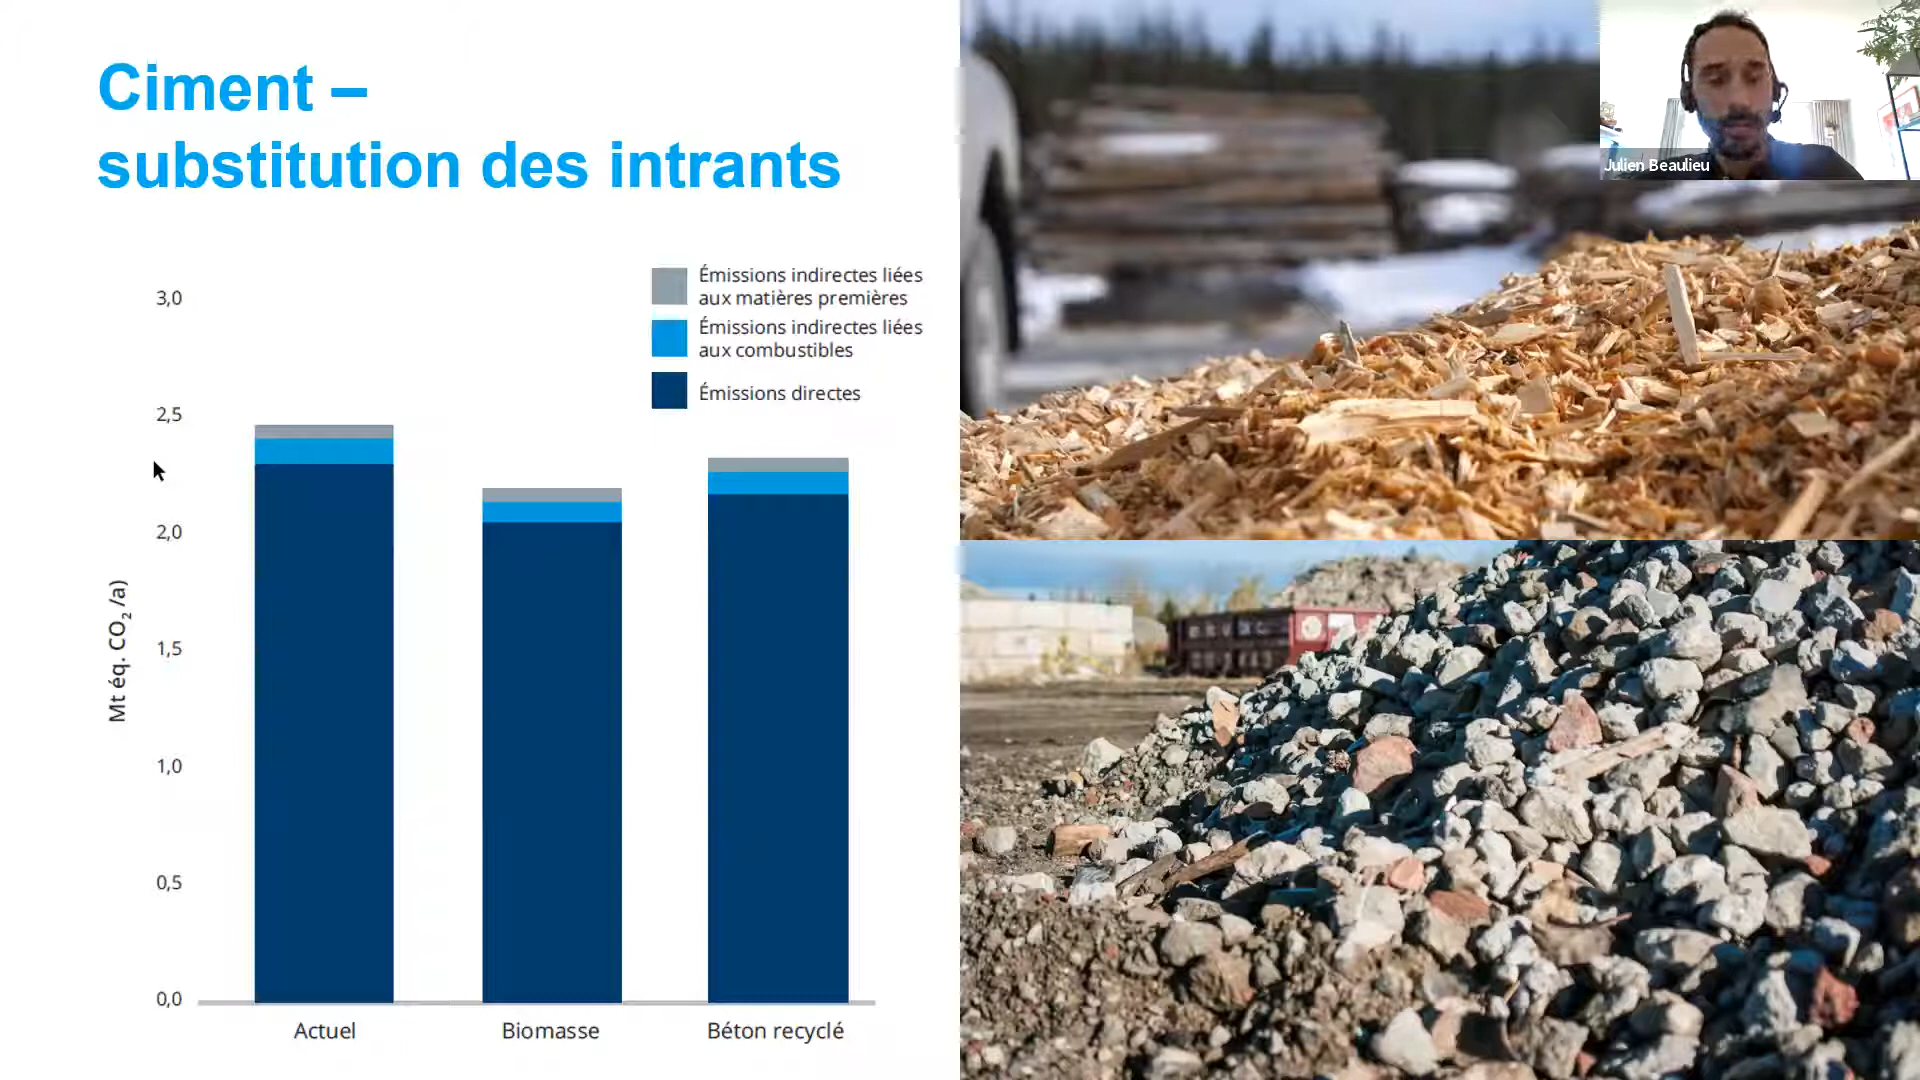 Ciment –
substitution des intrants
Julien Beaulieu
Émissions indirectes liées
aux matières premières
Émissions indirectes liées
aux combustibles
Émissions directes
3,0
2,5
2,0
1,5
1,0
0,5
0,0
Mt éq. CO₂ /a)
Actuel
Biomasse
Béton recyclé